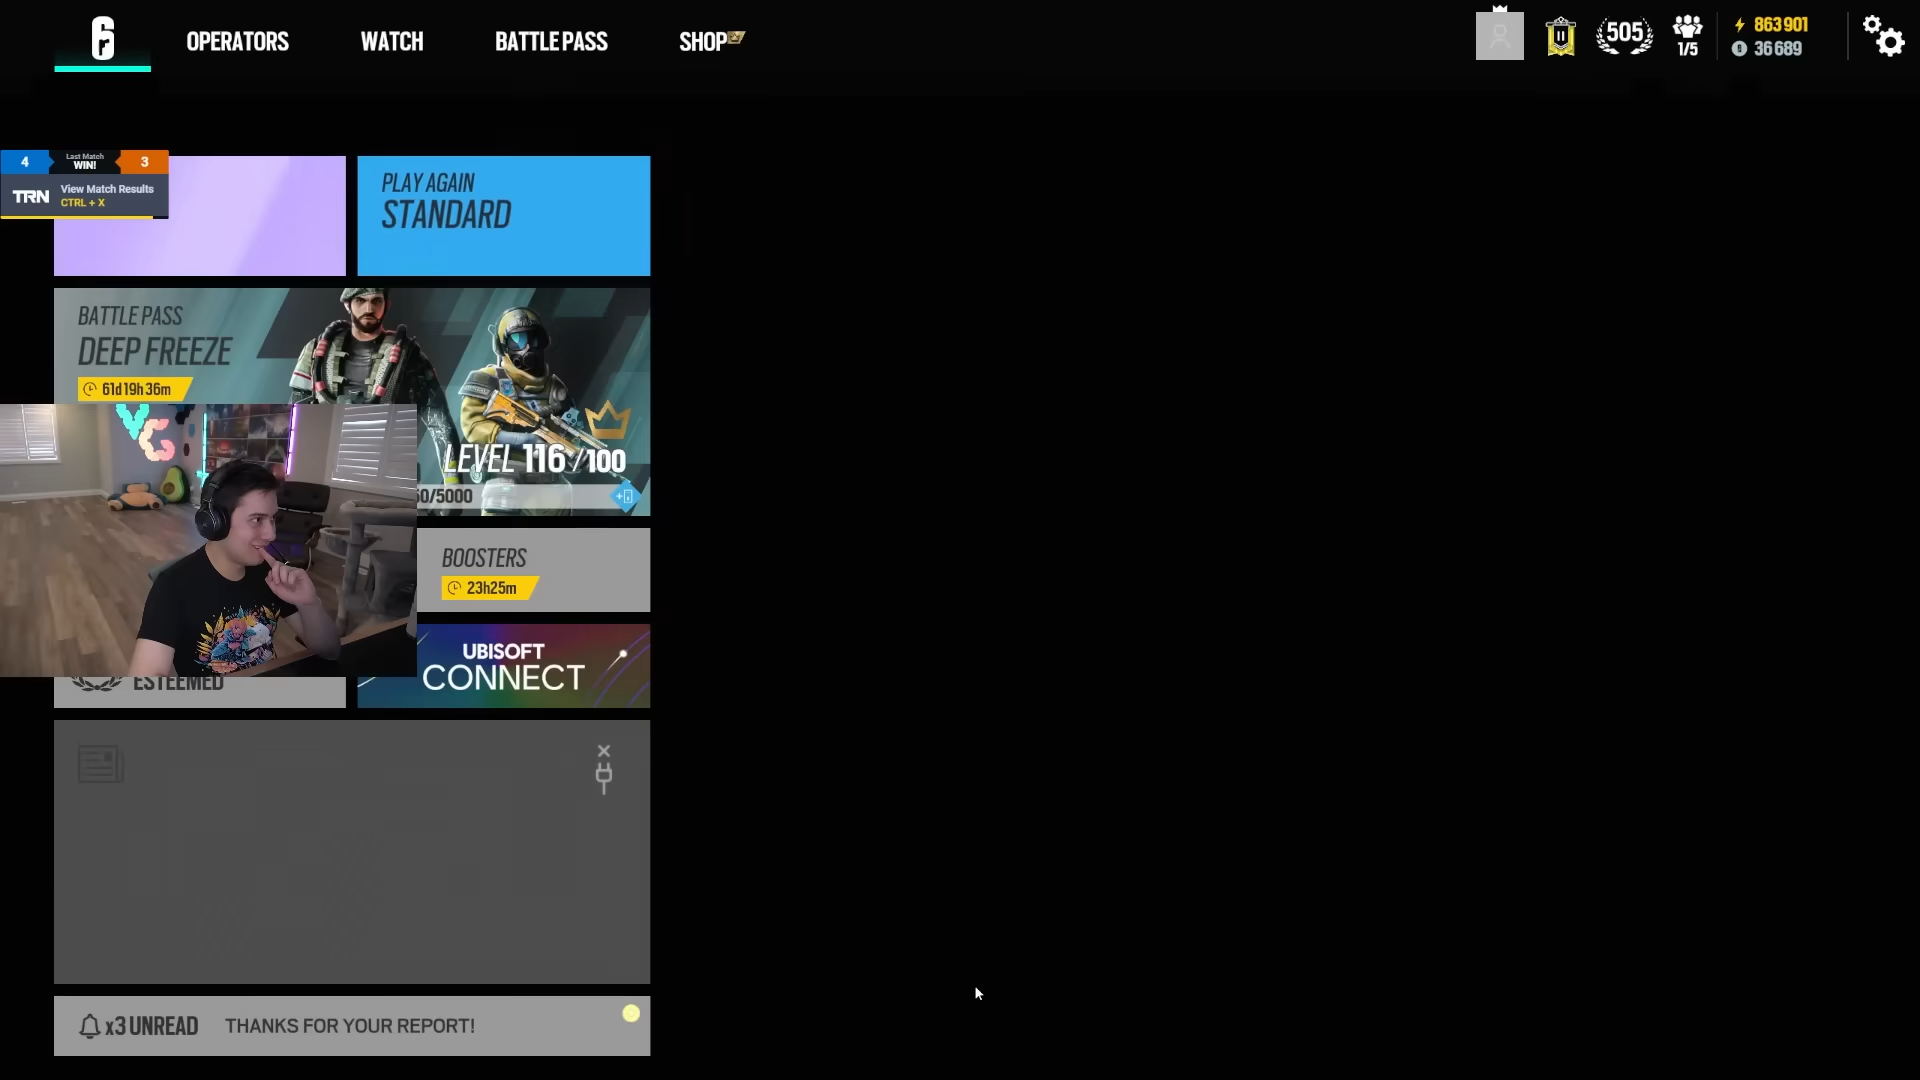 OPERATORS
WATCH
BATTLE PASS
SHOP
II
505
1/5
863 901
36 689
4
Last Match
WIN!
3
TRN
View Match Results
CTRL + X
PLAY AGAIN
STANDARD
BATTLE PASS
DEEP FREEZE
61d 19h 36m
LEVEL 116 / 100
0/5000
VG
BOOSTERS
23h25m
ESTEEMED
UBISOFT
CONNECT
x3 UNREAD
THANKS FOR YOUR REPORT!